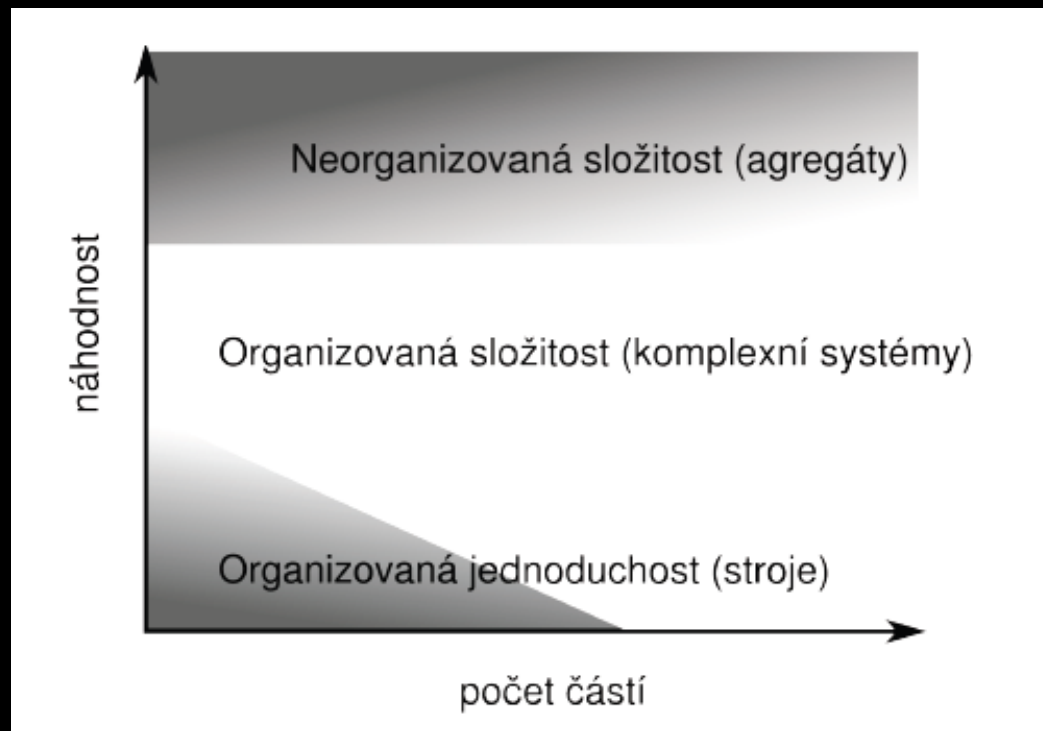 Neorganizovaná složitost (agregáty)
náhodnost
Organizovaná složitost (komplexní systémy)
Organizovaná jednoduchost (stroje)
počet částí